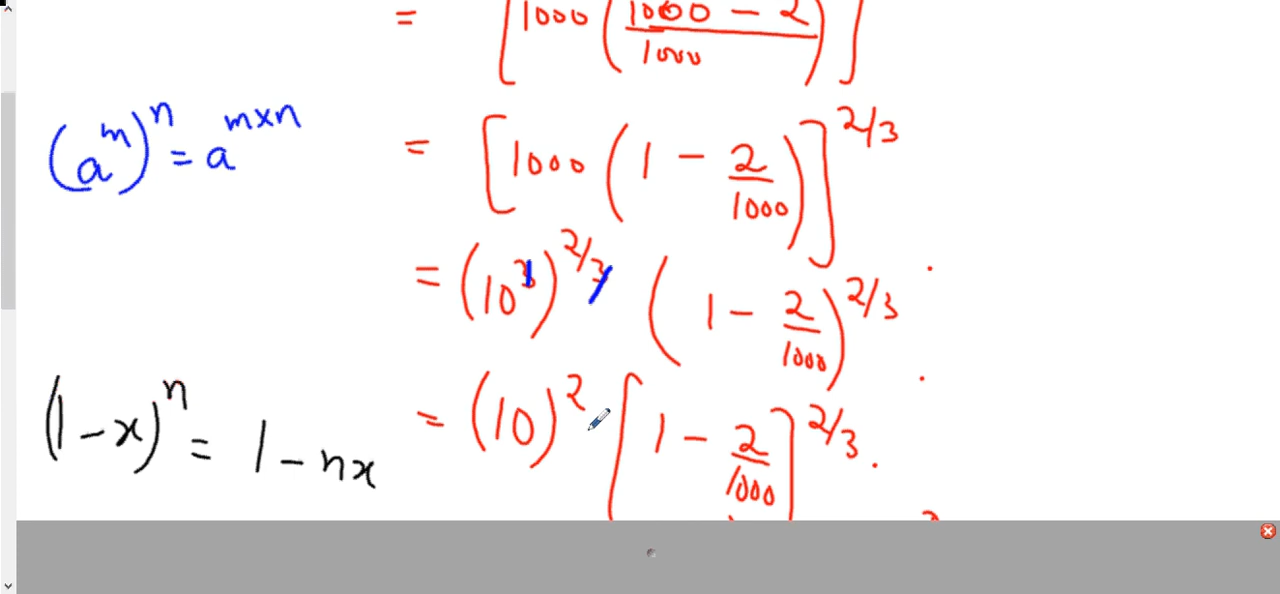 = [1000 (1000 - 2 / 1000)]
(a^m)^n = a^(m×n)
= [1000 (1 - 2/1000)]^2/3
= (10^3)^2/3 (1 - 2/1000)^2/3 .
(1-x)^n = 1 - nx
= (10)^2 [1 - 2/1000]^2/3 .